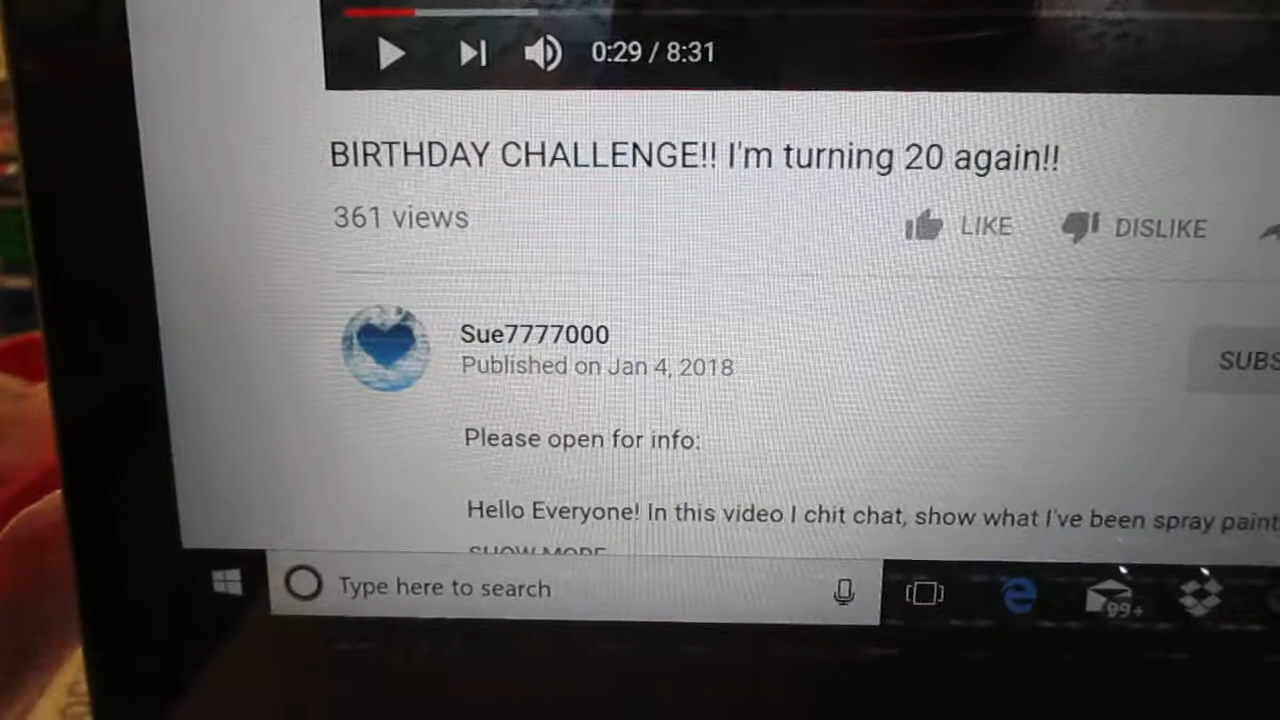 0:29 / 8:31
BIRTHDAY CHALLENGE!! I'm turning 20 again!!
361 views
LIKE
DISLIKE
Sue7777000
Published on Jan 4, 2018
SUBS
Please open for info:
Hello Everyone! In this video I chit chat, show what I've been spray paint
SHOW MORE
Type here to search
99+